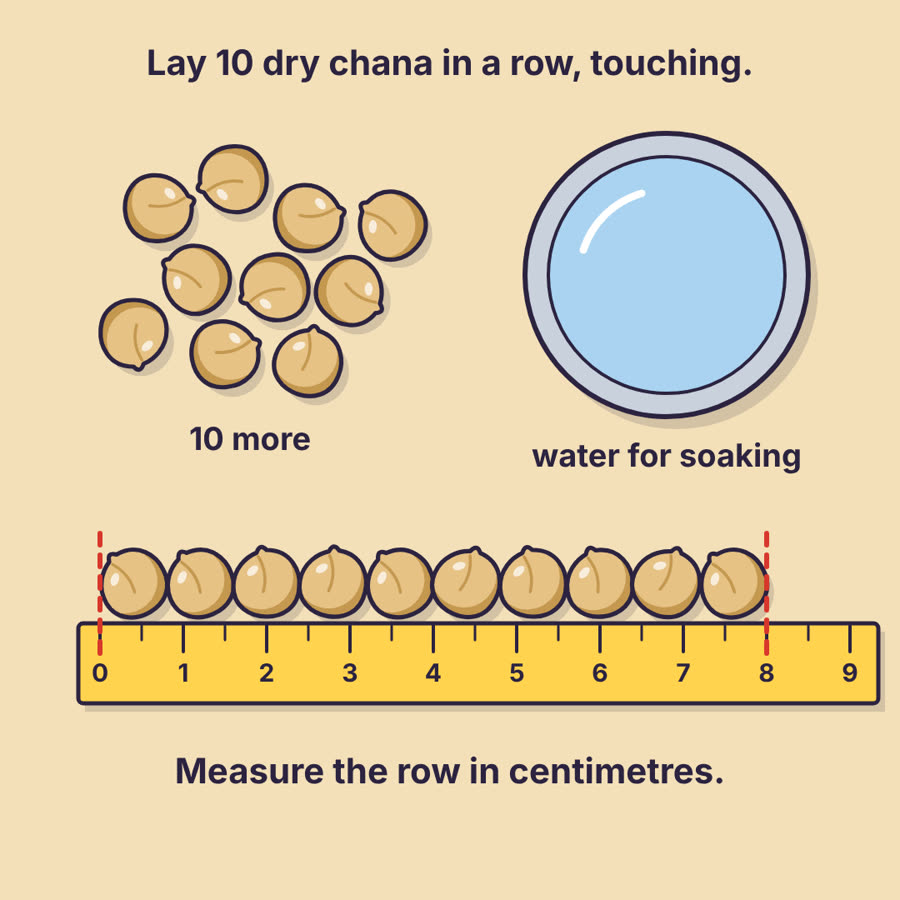 Lay 10 dry chana in a row, touching.
10 more
water for soaking
0 1 2 3 4 5 6 7 8 9
Measure the row in centimetres.